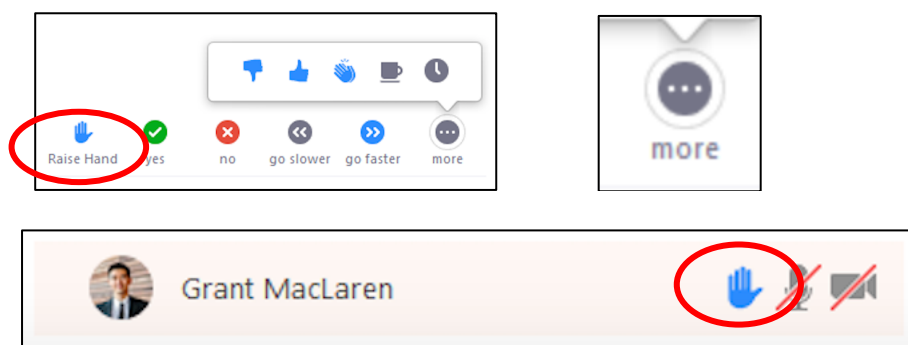 Raise Hand yes no go slower go faster more
more
Grant MacLaren